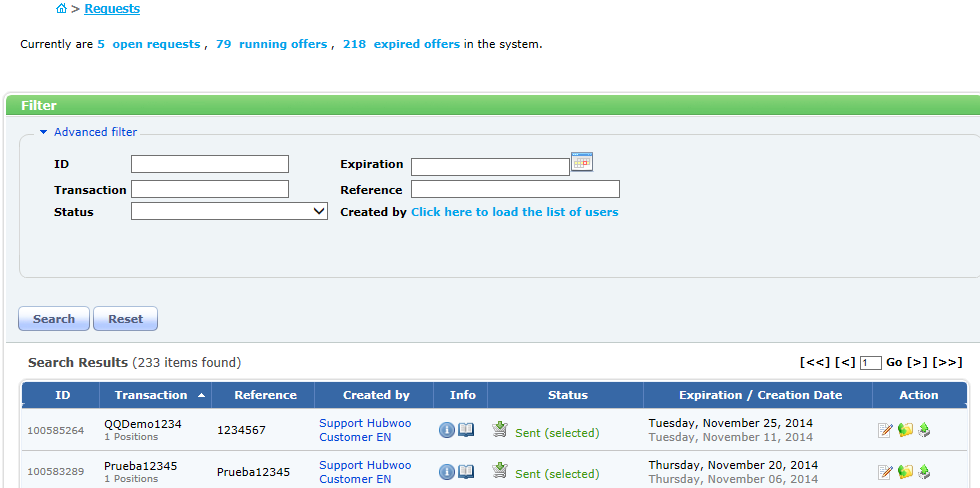 > Requests
Currently are 5 open requests , 79 running offers , 218 expired offers in the system.
Filter
Advanced filter
ID
Expiration
Transaction
Reference
Status
Created by Click here to load the list of users
Search Reset
Search Results (233 items found)
[<<] [<] 1 Go [>] [>>]
ID Transaction Reference Created by Info Status Expiration / Creation Date Action
100585264 QQDemo1234 1234567 Support Hubwoo Sent (selected) Tuesday, November 25, 2014
1 Positions Customer EN Tuesday, November 11, 2014
100583289 Prueba12345 Prueba12345 Support Hubwoo Sent (selected) Thursday, November 20, 2014
1 Positions Customer EN Thursday, November 06, 2014